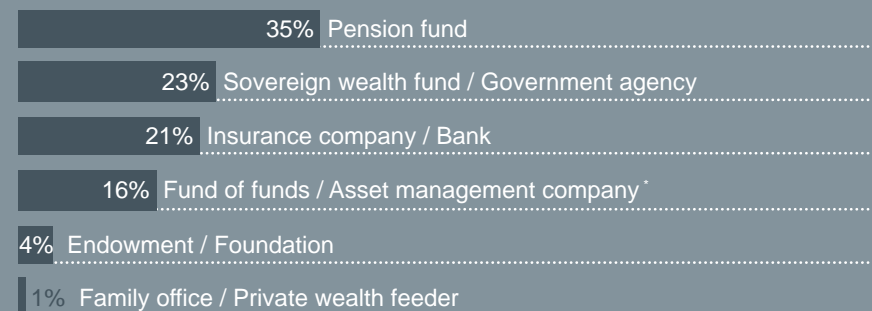 35% Pension fund
23% Sovereign wealth fund / Government agency
21% Insurance company / Bank
16% Fund of funds / Asset management company *
4% Endowment / Foundation
1% Family office / Private wealth feeder